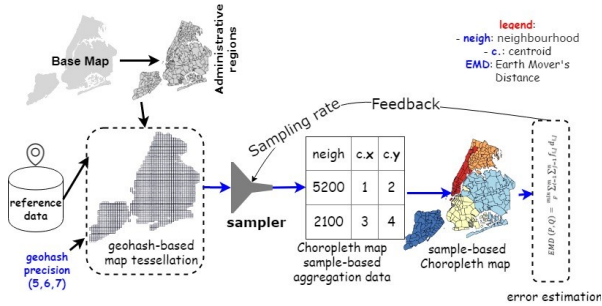 legend:
- neigh: neighbourhood
- c.: centroid
EMD: Earth Mover's
Distance
Base Map
Administrative
regions
Feedback
Sampling rate
reference
data
geohash
precision
(5,6,7)
geohash-based
map tessellation
sampler
neigh c.x c.y
5200 1 2
2100 3 4
Choropleth map
sample-based
aggregation data
sample-based
Choropleth map
EMD (P,Q) =
error estimation